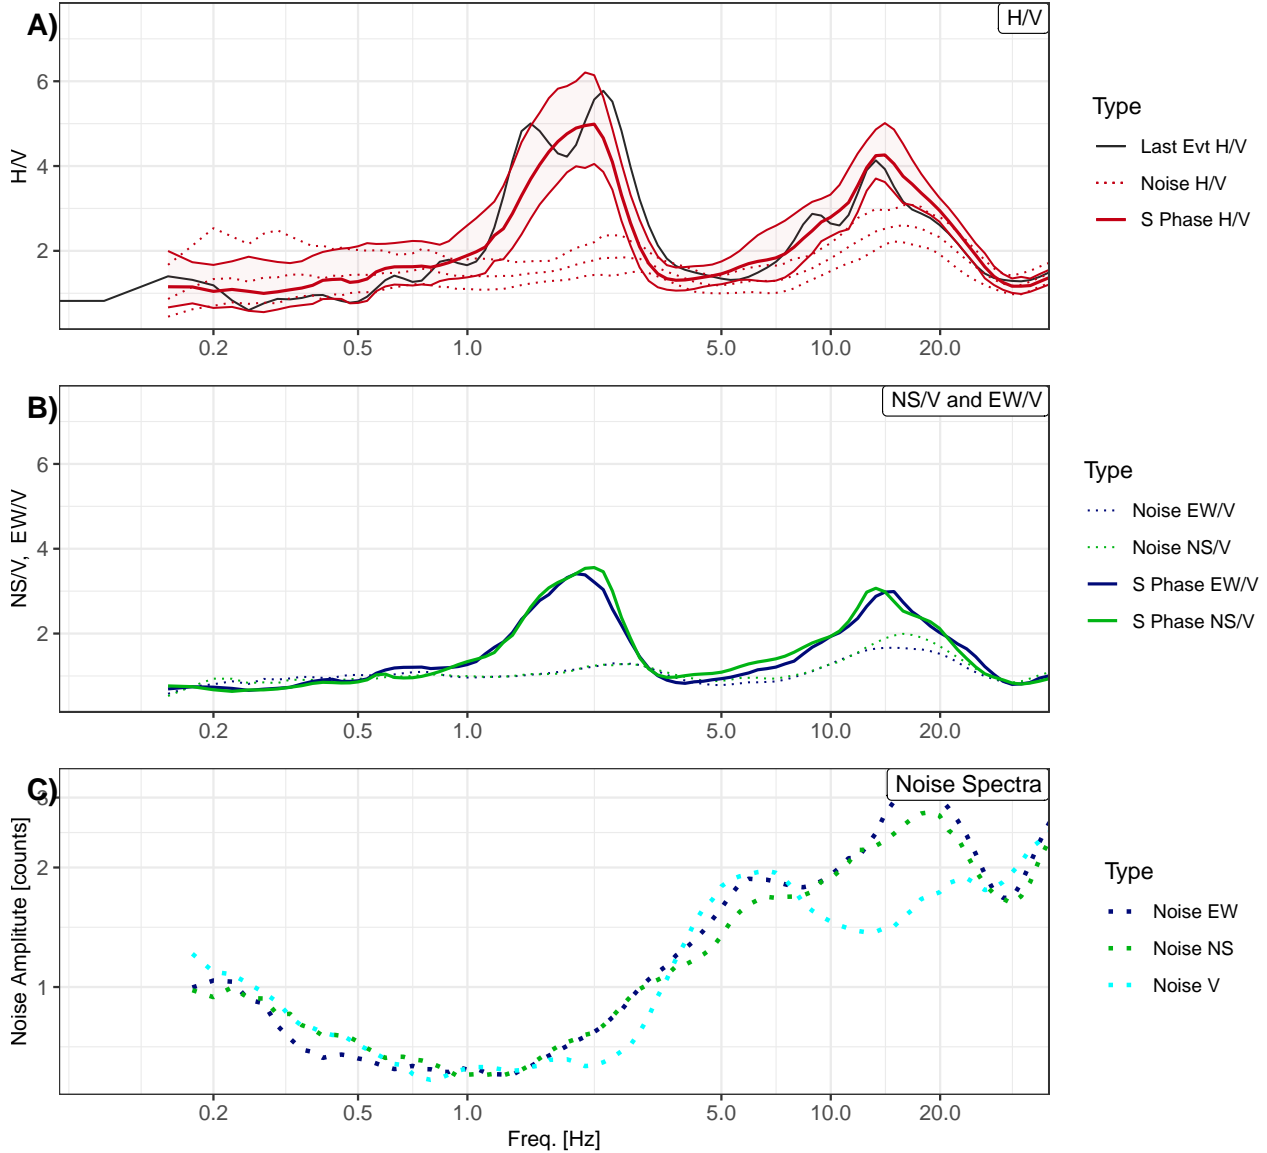 A)
H/V
6
4
2
H/V
0.2 0.5 1.0 5.0 10.0 20.0
Type
Last Evt H/V
Noise H/V
S Phase H/V
B)
NS/V and EW/V
6
4
2
NS/V,  EW/V
0.2 0.5 1.0 5.0 10.0 20.0
Type
Noise EW/V
Noise NS/V
S Phase EW/V
S Phase NS/V
C)
Noise Spectra
3
2
1
Noise Amplitute [counts]
0.2 0.5 1.0 5.0 10.0 20.0
Freq. [Hz]
Type
Noise EW
Noise NS
Noise V